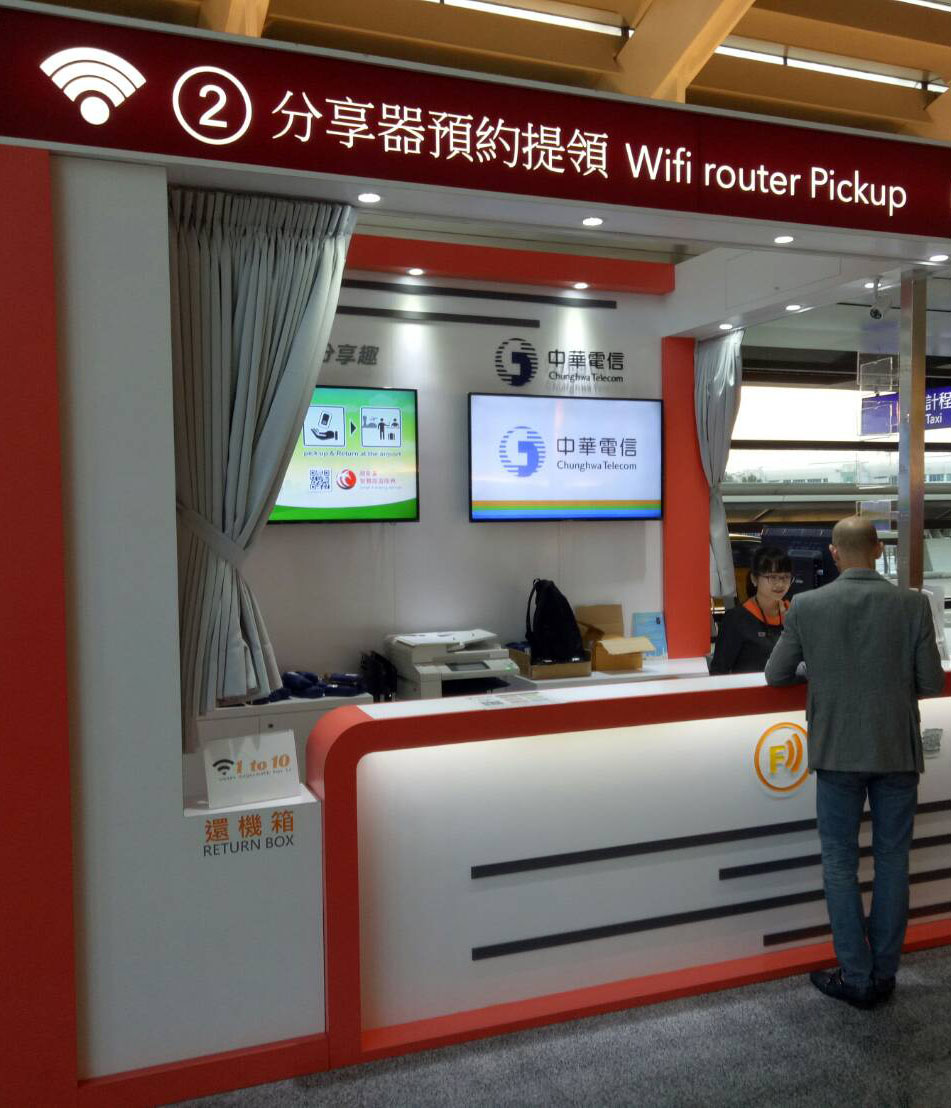 ② 分享器預約提領 Wifi router Pickup
分享趣
中華電信
Chunghwa Telecom
pick up & Return at the airport
中華電信
Chunghwa Telecom
計程
Taxi
1 to 10
F
還機箱
RETURN BOX